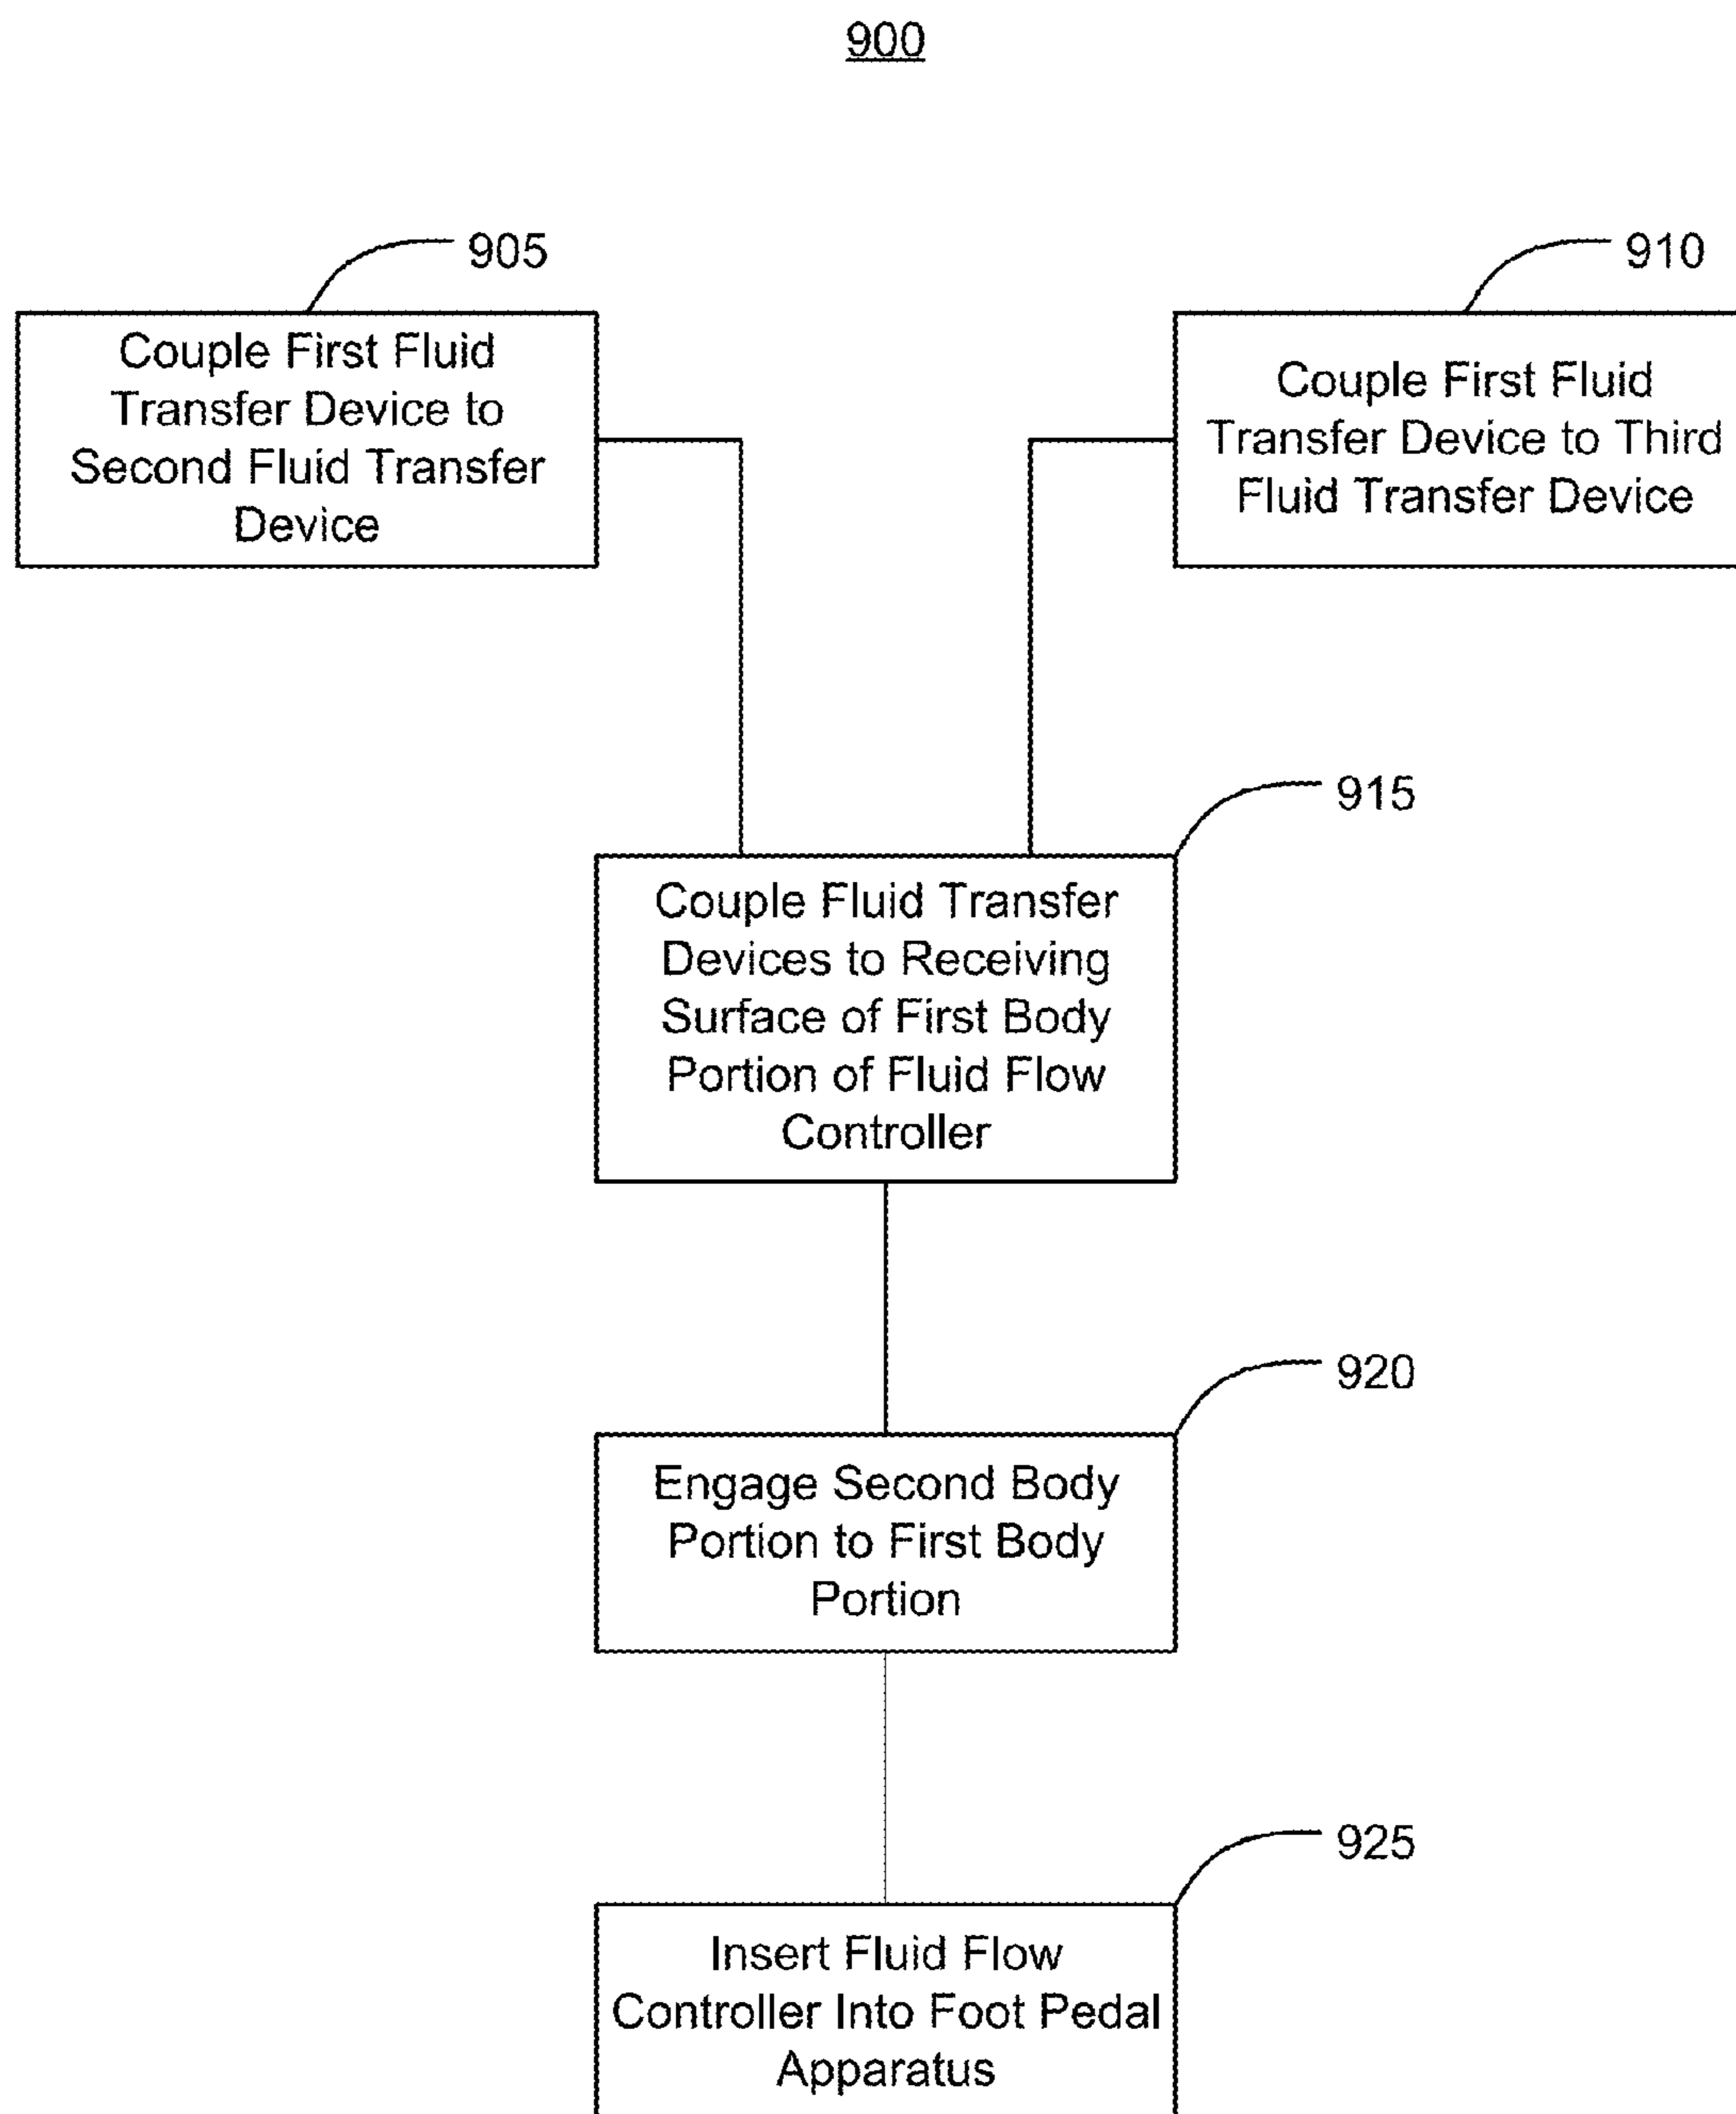 900
905
Couple First Fluid
Transfer Device to
Second Fluid Transfer
Device
910
Couple First Fluid
Transfer Device to Third
Fluid Transfer Device
915
Couple Fluid Transfer
Devices to Receiving
Surface of First Body
Portion of Fluid Flow
Controller
920
Engage Second Body
Portion to First Body
Portion
925
Insert Fluid Flow
Controller Into Foot Pedal
Apparatus